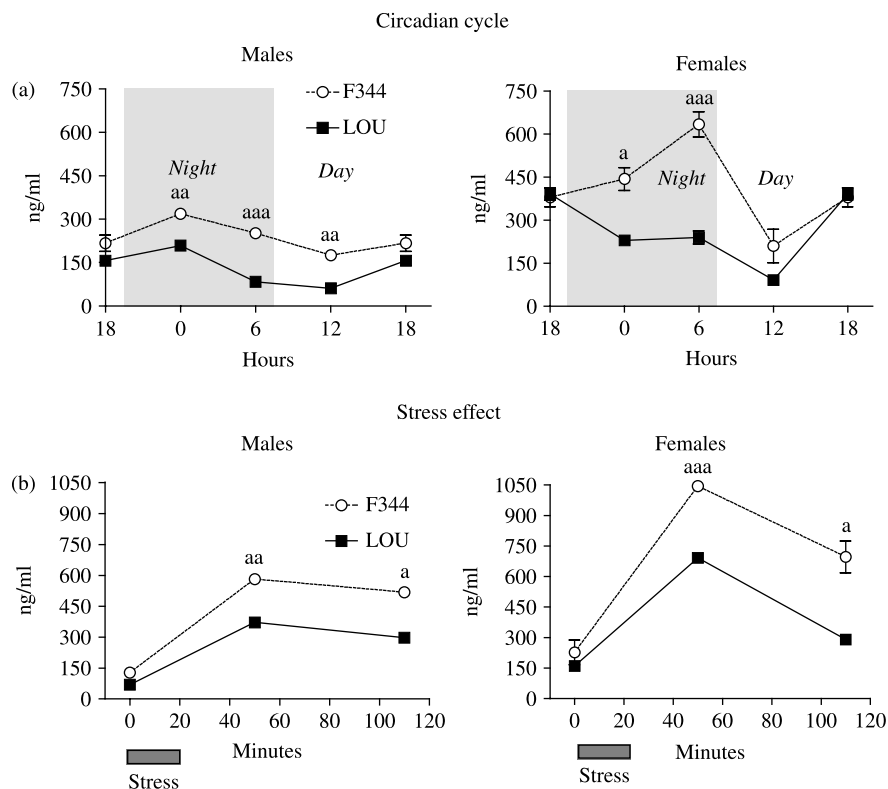 Circadian cycle
Males
Females
(a)
750
600
450
300
150
0
ng/ml
F344
LOU
Night
Day
aa
aaa
aa
18
0
6
12
18
Hours
750
600
450
300
150
0
ng/ml
aaa
a
Night
Day
18
0
6
12
18
Hours
Stress effect
Males
Females
(b)
1050
900
750
600
450
300
150
0
ng/ml
F344
LOU
aa
a
0
20
40
60
80
100
120
Minutes
Stress
1050
900
750
600
450
300
150
0
ng/ml
aaa
a
0
20
40
60
80
100
120
Minutes
Stress